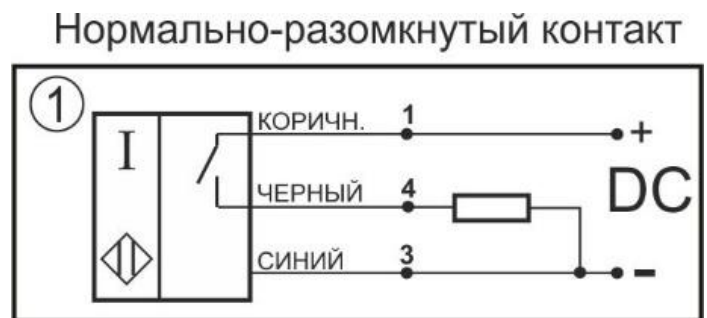 Нормально-разомкнутый контакт
1
I
КОРИЧН. 1 +
ЧЕРНЫЙ 4 DC
СИНИЙ 3 -